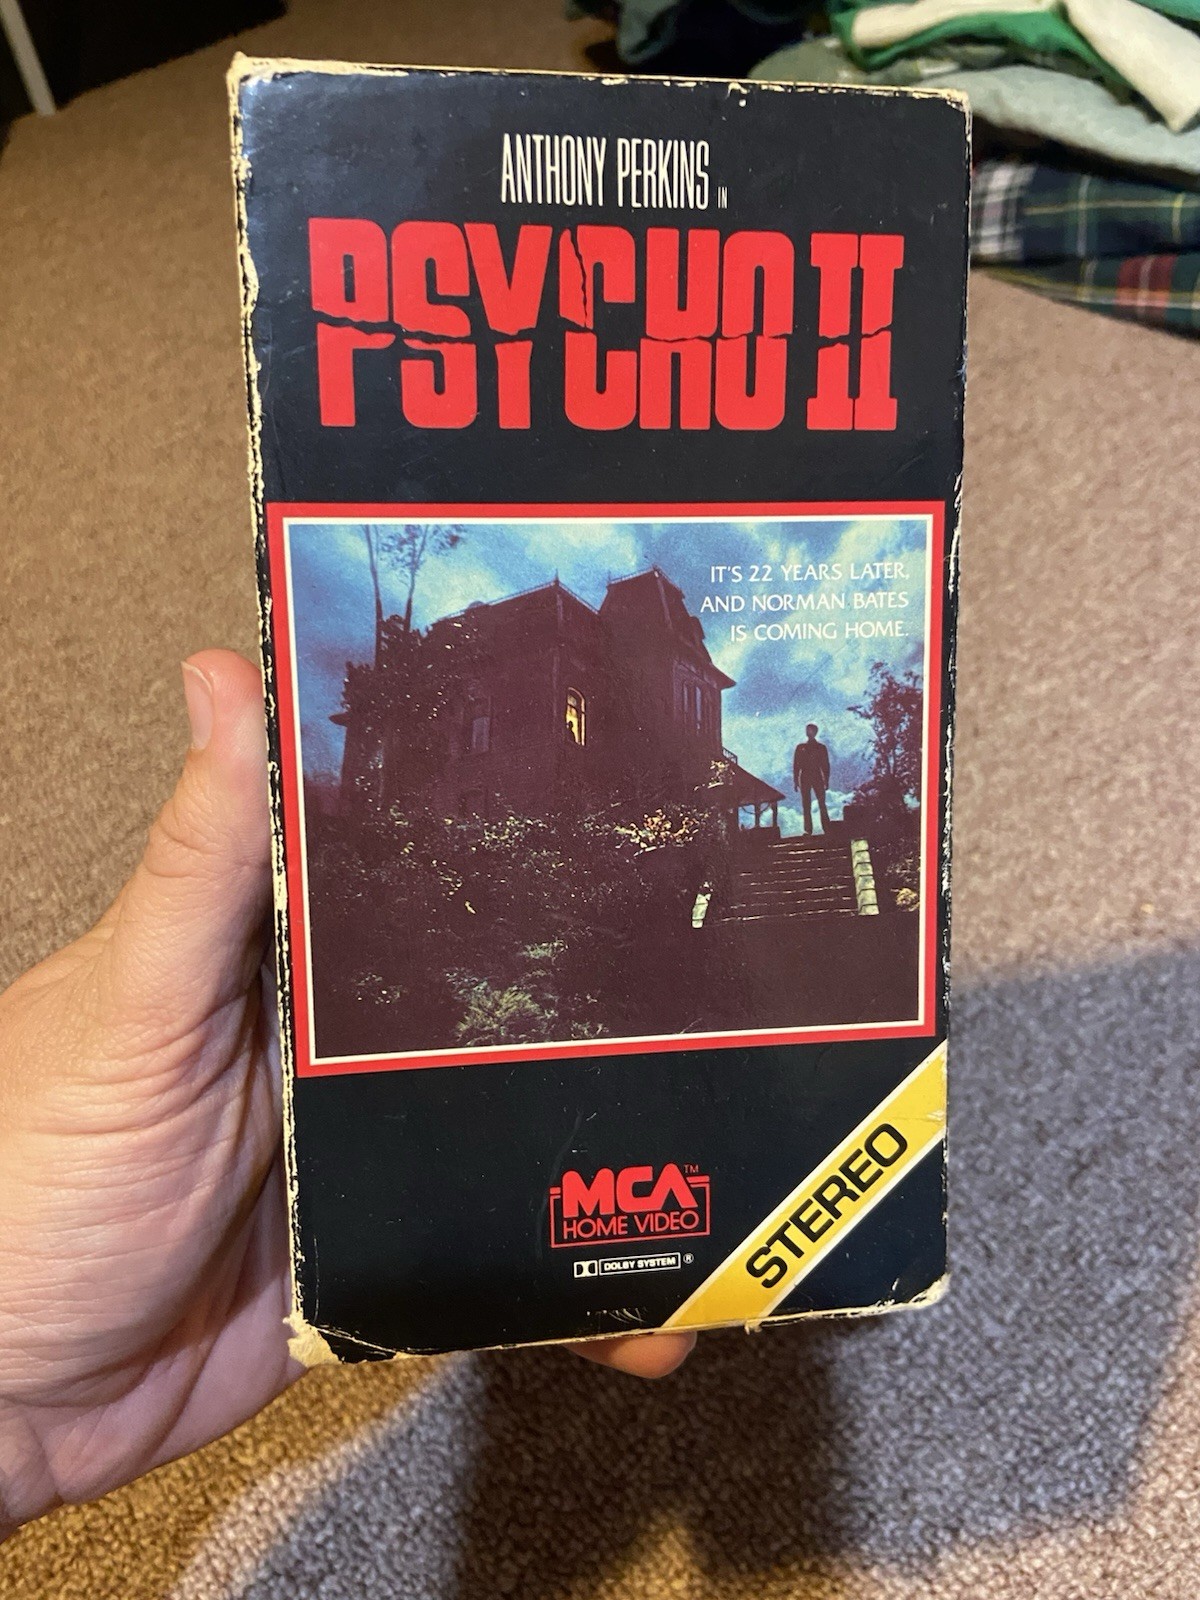 ANTHONY PERKINS IN
PSYCHO II
IT'S 22 YEARS LATER,
AND NORMAN BATES
IS COMING HOME.
MCA™
HOME VIDEO
DOLBY SYSTEM ®
STEREO